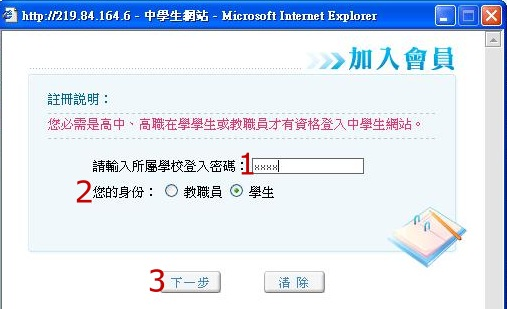 http://219.84.164.6 - 中學生網站 - Microsoft Internet Explorer
加入會員
註冊說明：
您必需是高中、高職在學學生或教職員才有資格登入中學生網站。
請輸入所屬學校登入密碼：1 xxxx
2 您的身份： 教職員 學生
3 下一步 清除